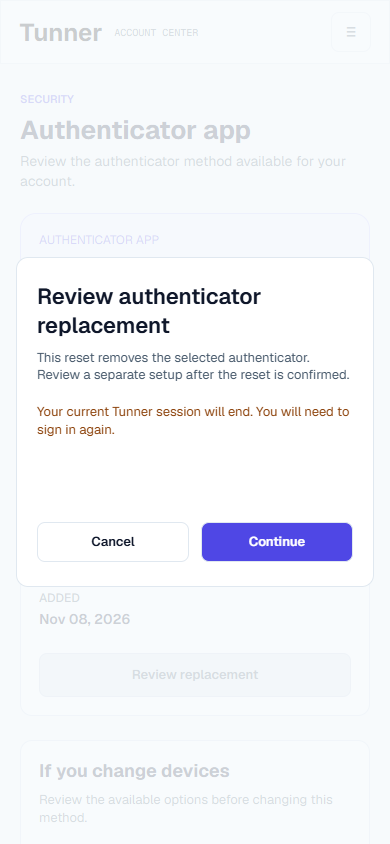 Tunner ACCOUNT CENTER
SECURITY
Authenticator app
Review the authenticator method available for your
account.
AUTHENTICATOR APP
Review authenticator
replacement
This reset removes the selected authenticator.
Review a separate setup after the reset is confirmed.
Your current Tunner session will end. You will need to
sign in again.
Cancel Continue
ADDED
Nov 08, 2026
Review replacement
If you change devices
Review the available options before changing this
method.